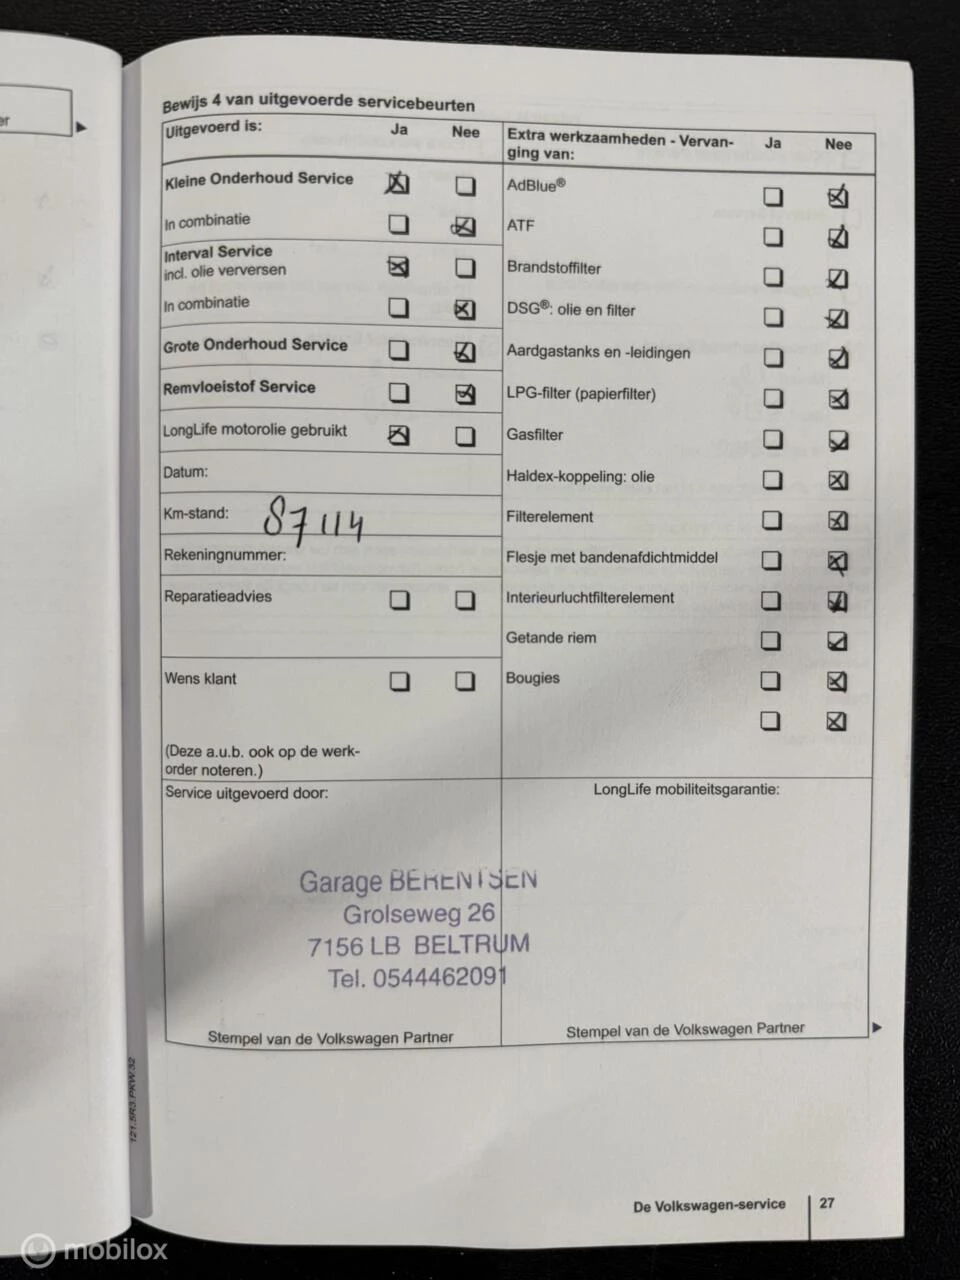 er
Bewijs 4 van uitgevoerde servicebeurten
Uitgevoerd is: Ja Nee
Kleine Onderhoud Service
In combinatie
Interval Service
incl. olie verversen
In combinatie
Grote Onderhoud Service
Remvloeistof Service
LongLife motorolie gebruikt
Datum:
Km-stand: 87114
Rekeningnummer:
Reparatieadvies
Wens klant
(Deze a.u.b. ook op de werk-
order noteren.)
Extra werkzaamheden - Vervan- Ja Nee
ging van:
AdBlue®
ATF
Brandstoffilter
DSG®: olie en filter
Aardgastanks en -leidingen
LPG-filter (papierfilter)
Gasfilter
Haldex-koppeling: olie
Filterelement
Flesje met bandenafdichtmiddel
Interieurluchtfilterelement
Getande riem
Bougies
Service uitgevoerd door:
Garage BERENTSEN
Grolseweg 26
7156 LB BELTRUM
Tel. 0544462091
Stempel van de Volkswagen Partner
LongLife mobiliteitsgarantie:
Stempel van de Volkswagen Partner
121.5R3.PKW.32
De Volkswagen-service 27
mobilox